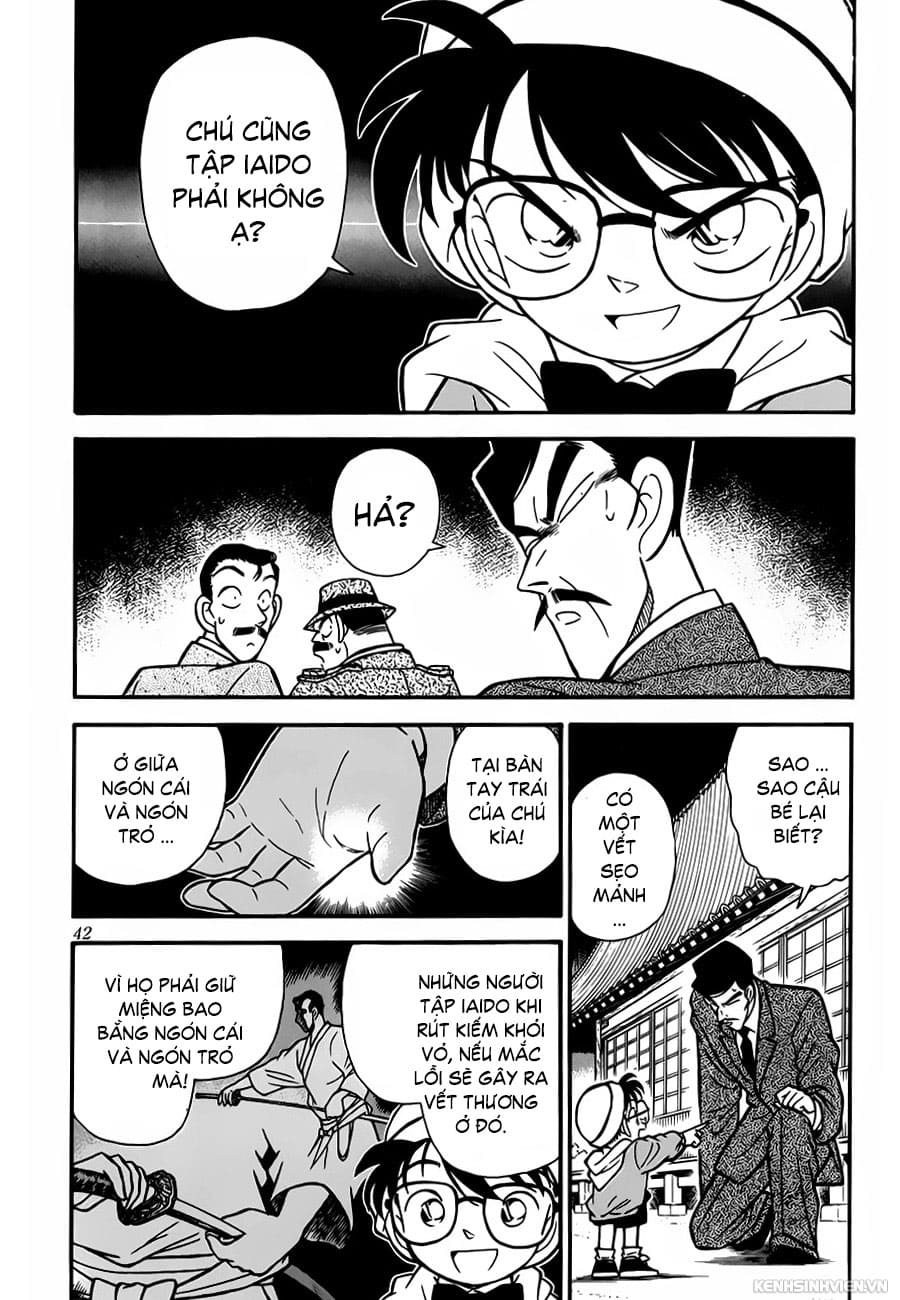 CHÚ CŨNG
TẬP IAIDO
PHẢI KHÔNG
Ạ?
HẢ?
SAO ...
SAO CẬU
BÉ LẠI
BIẾT?
CÓ
MỘT
VẾT
SẸO
MẢNH
...
TẠI BÀN
TAY TRÁI
CỦA CHÚ
KÌA!
Ở GIỮA
NGÓN CÁI
VÀ NGÓN
TRỎ ...
42
NHỮNG NGƯỜI
TẬP IAIDO KHI
RÚT KIẾM KHỎI
VỎ, NẾU MẮC
LỖI SẼ GÂY RA
VẾT THƯƠNG
Ở ĐÓ.
VÌ HỌ PHẢI GIỮ
MIỆNG BAO
BẰNG NGÓN CÁI
VÀ NGÓN TRỎ
MÀ!
KENHSINHVIEN.VN